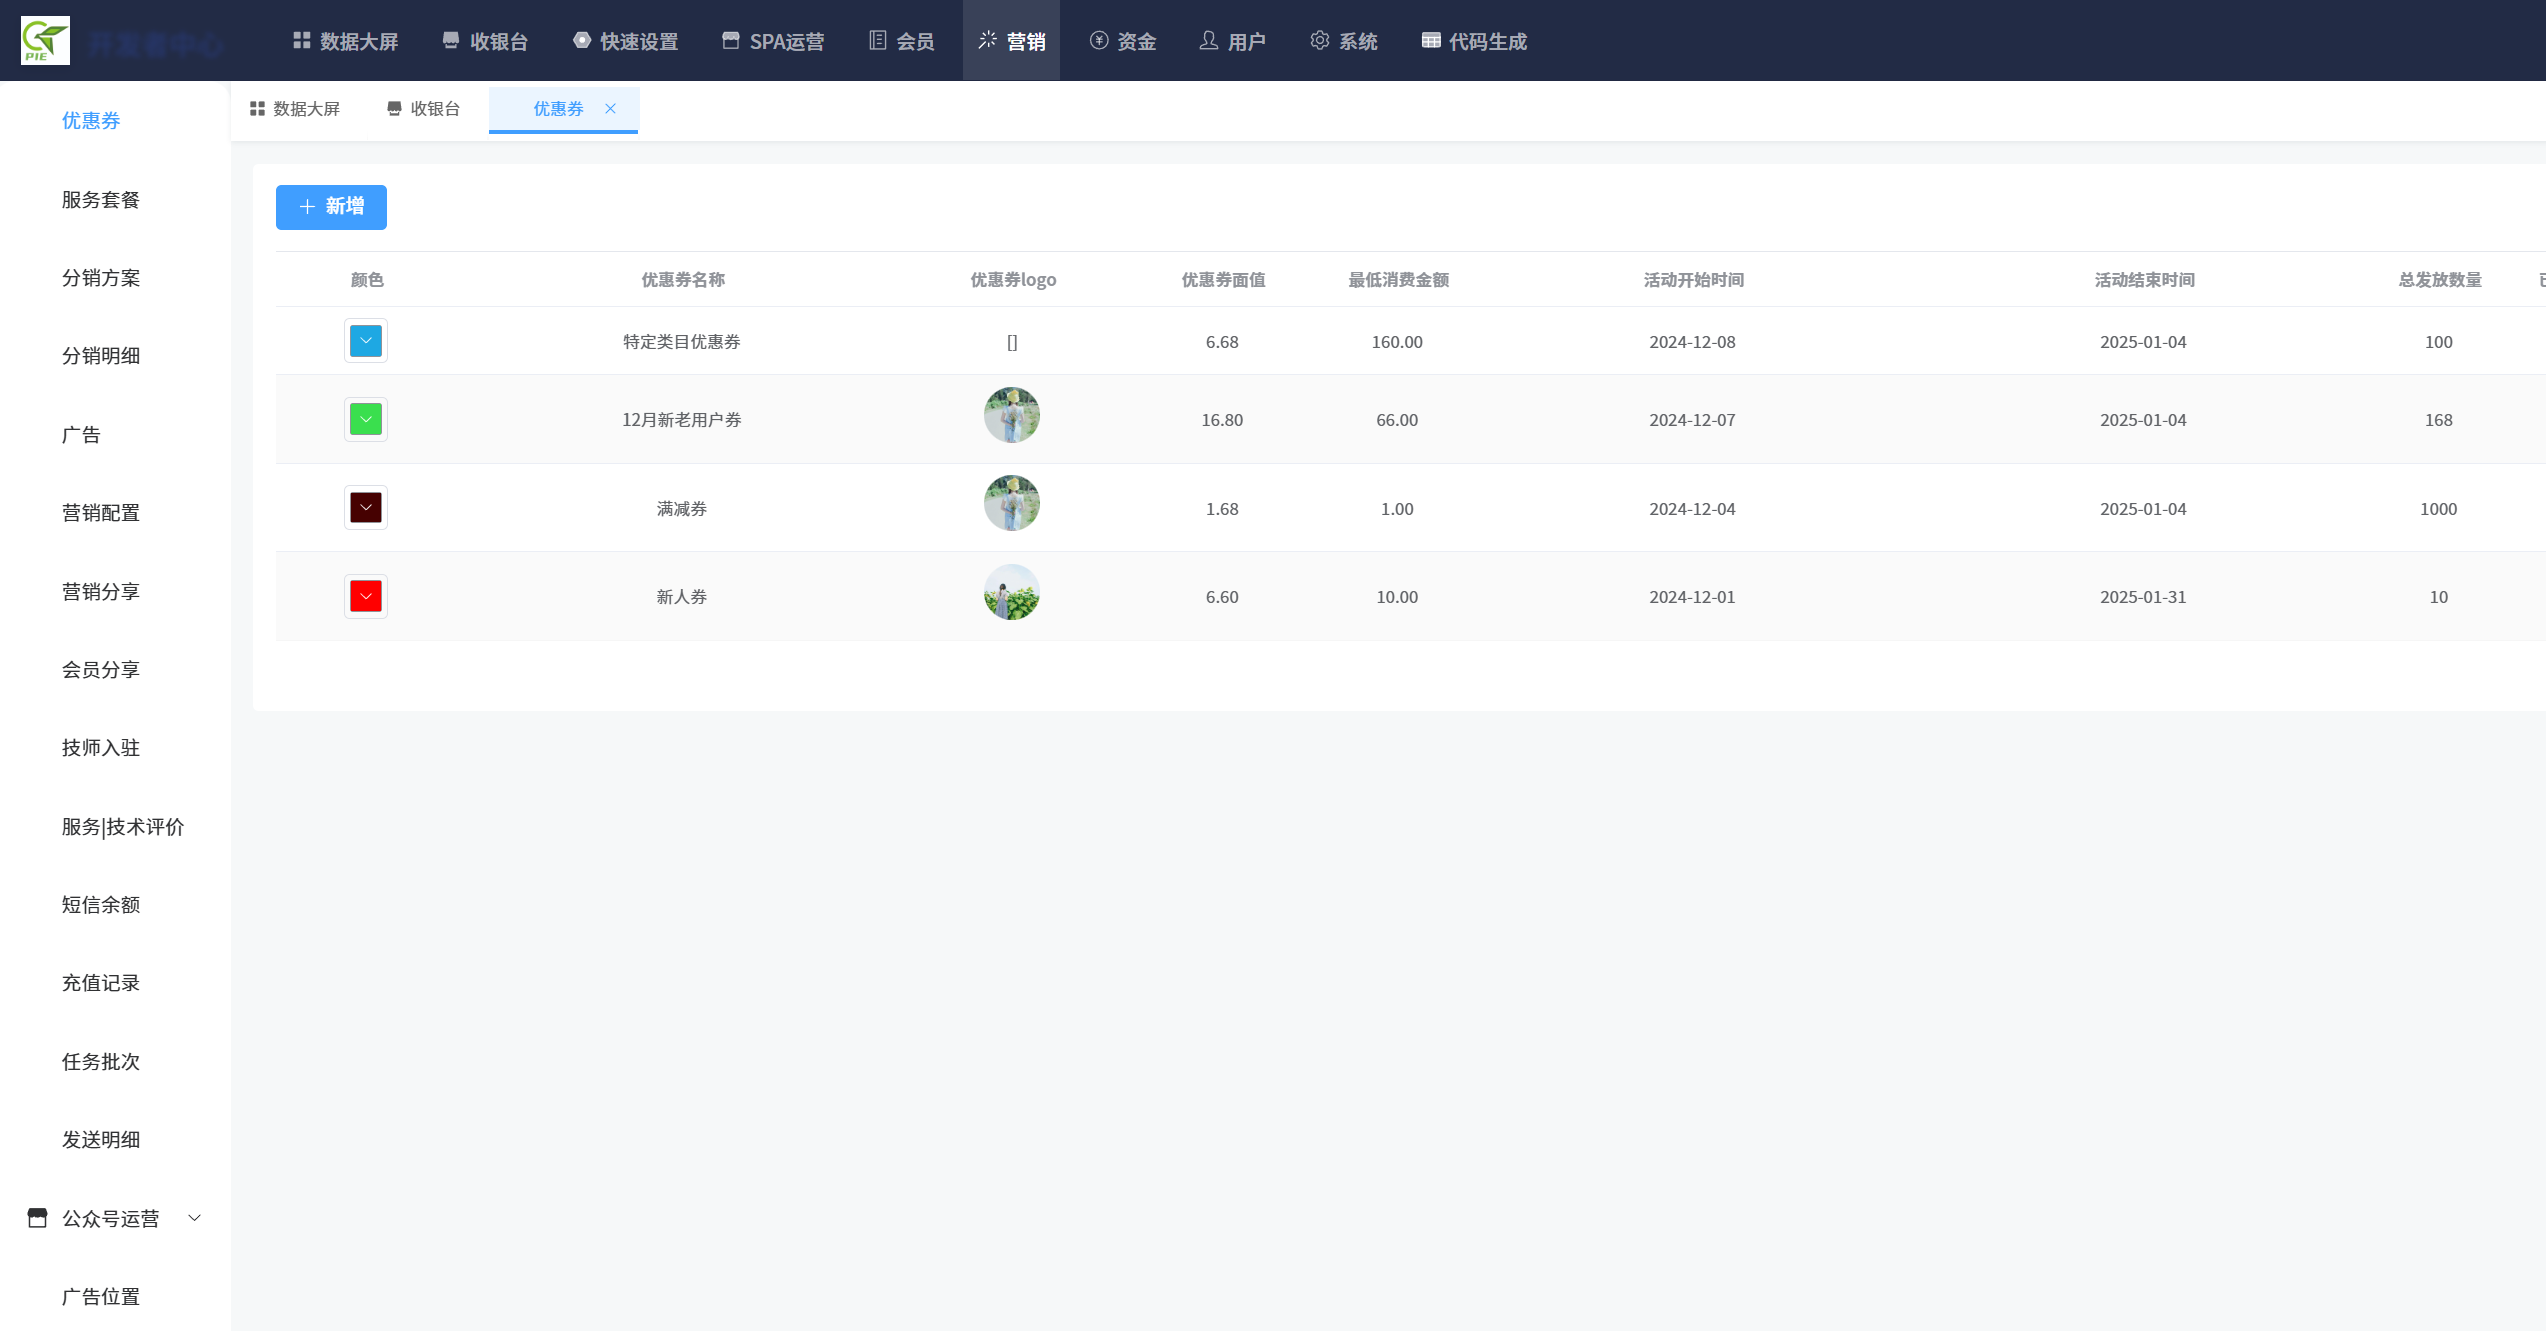 PIE 开发者中心 数据大屏 收银台 快速设置 SPA运营 会员 营销 资金 用户 系统 代码生成
数据大屏 收银台 优惠券
优惠券
服务套餐
分销方案
分销明细
广告
营销配置
营销分享
会员分享
技师入驻
服务|技术评价
短信余额
充值记录
任务批次
发送明细
公众号运营
广告位置
新增
颜色 优惠券名称 优惠券logo 优惠券面值 最低消费金额 活动开始时间 活动结束时间 总发放数量
特定类目优惠券 [] 6.68 160.00 2024-12-08 2025-01-04 100
12月新老用户券 16.80 66.00 2024-12-07 2025-01-04 168
满减券 1.68 1.00 2024-12-04 2025-01-04 1000
新人券 6.60 10.00 2024-12-01 2025-01-31 10